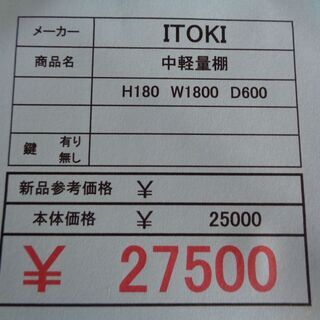 メーカー ITOKI
商品名 中軽量棚
H180 W1800 D600
鍵 有り
無し
新品参考価格 ¥
本体価格 ¥ 25000
¥ 27500